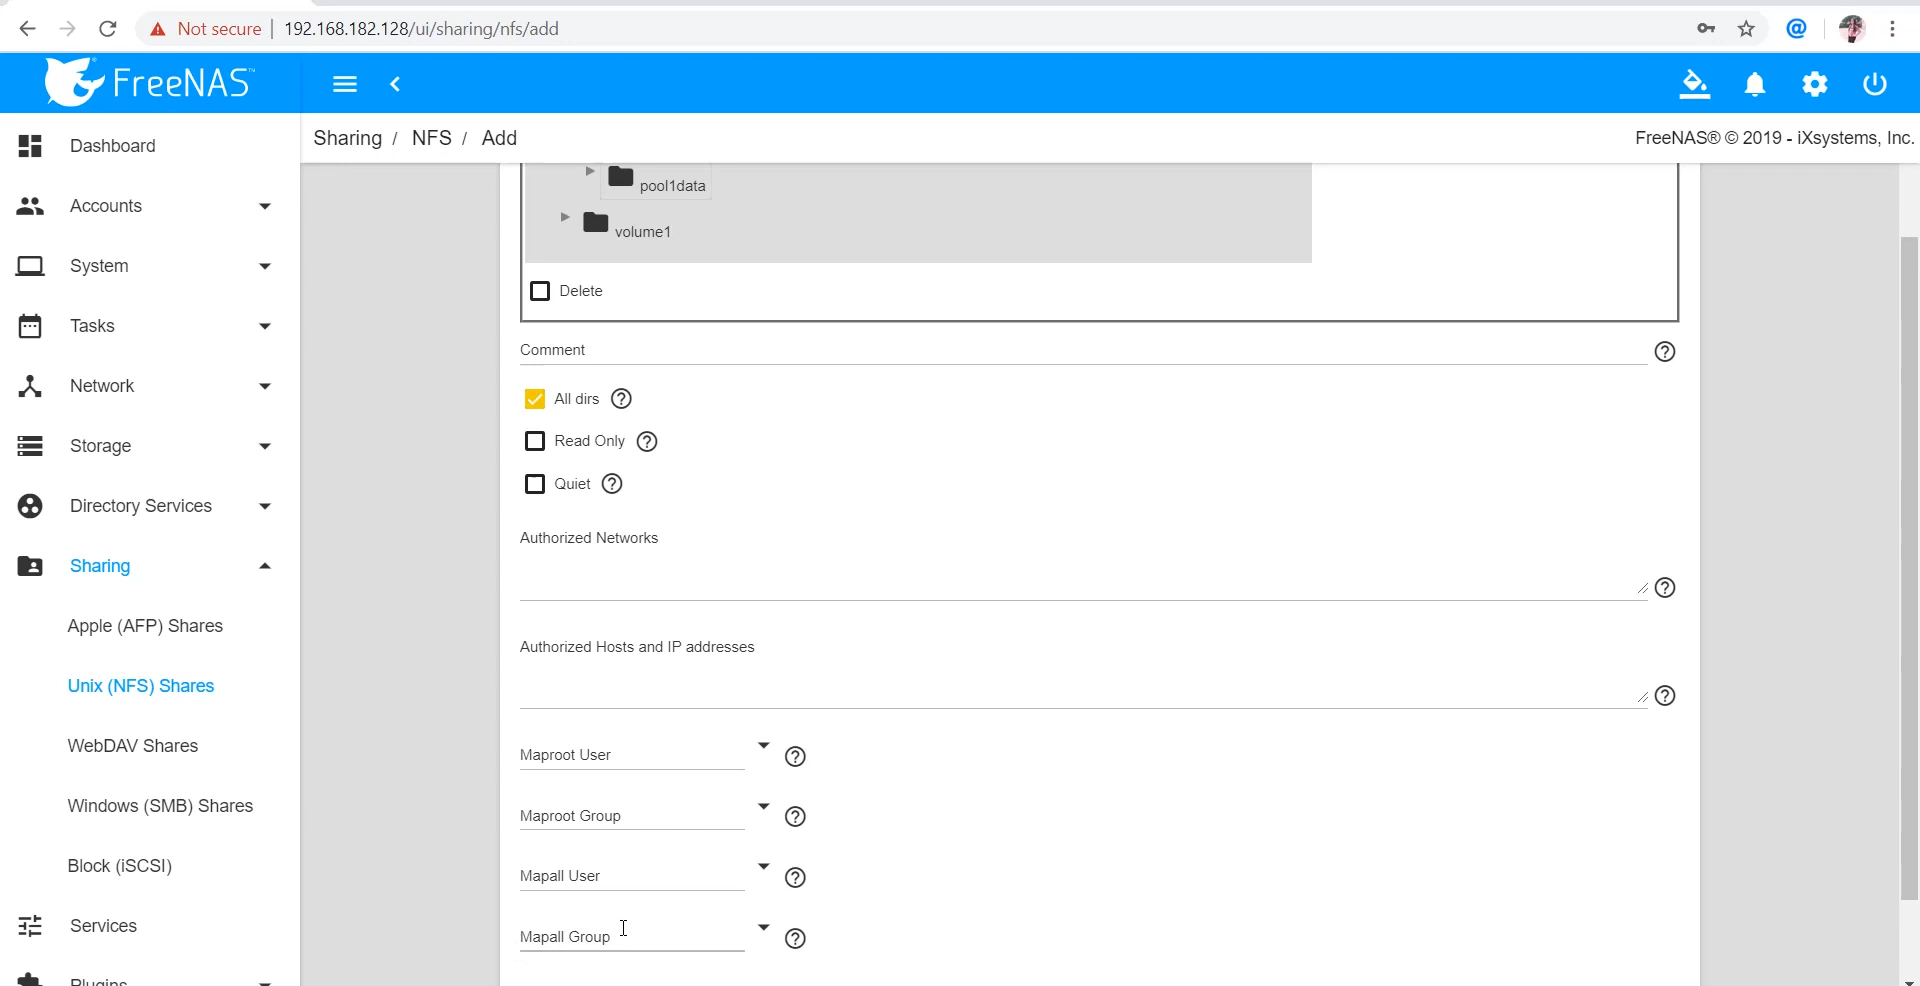 Not secure | 192.168.182.128/ui/sharing/nfs/add
FreeNAS™
Sharing / NFS / Add
FreeNAS® © 2019 - iXsystems, Inc.
Dashboard
Accounts
System
Tasks
Network
Storage
Directory Services
Sharing
Apple (AFP) Shares
Unix (NFS) Shares
WebDAV Shares
Windows (SMB) Shares
Block (iSCSI)
Services
Plugins
pool1data
volume1
Delete
Comment
All dirs
Read Only
Quiet
Authorized Networks
Authorized Hosts and IP addresses
Maproot User
Maproot Group
Mapall User
Mapall Group